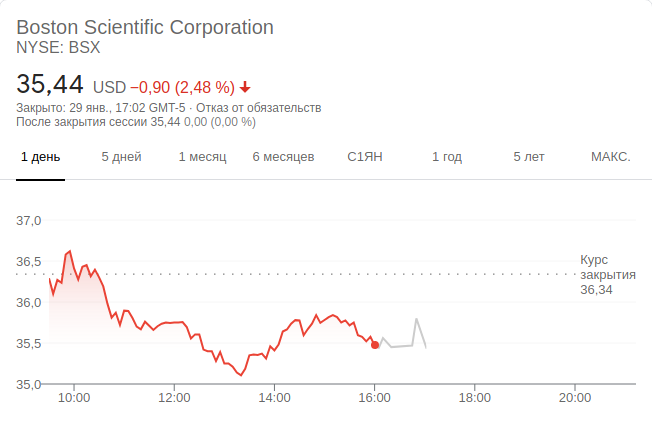 Boston Scientific Corporation
NYSE: BSX
35,44 USD −0,90 (2,48 %)
Закрыто: 29 янв., 17:02 GMT-5 · Отказ от обязательств
После закрытия сессии 35,44 0,00 (0,00 %)
1 день 5 дней 1 месяц 6 месяцев С1ЯН 1 год 5 лет МАКС.
37,0
36,5
36,0
35,5
35,0
Курс
закрытия
36,34
10:00 12:00 14:00 16:00 18:00 20:00